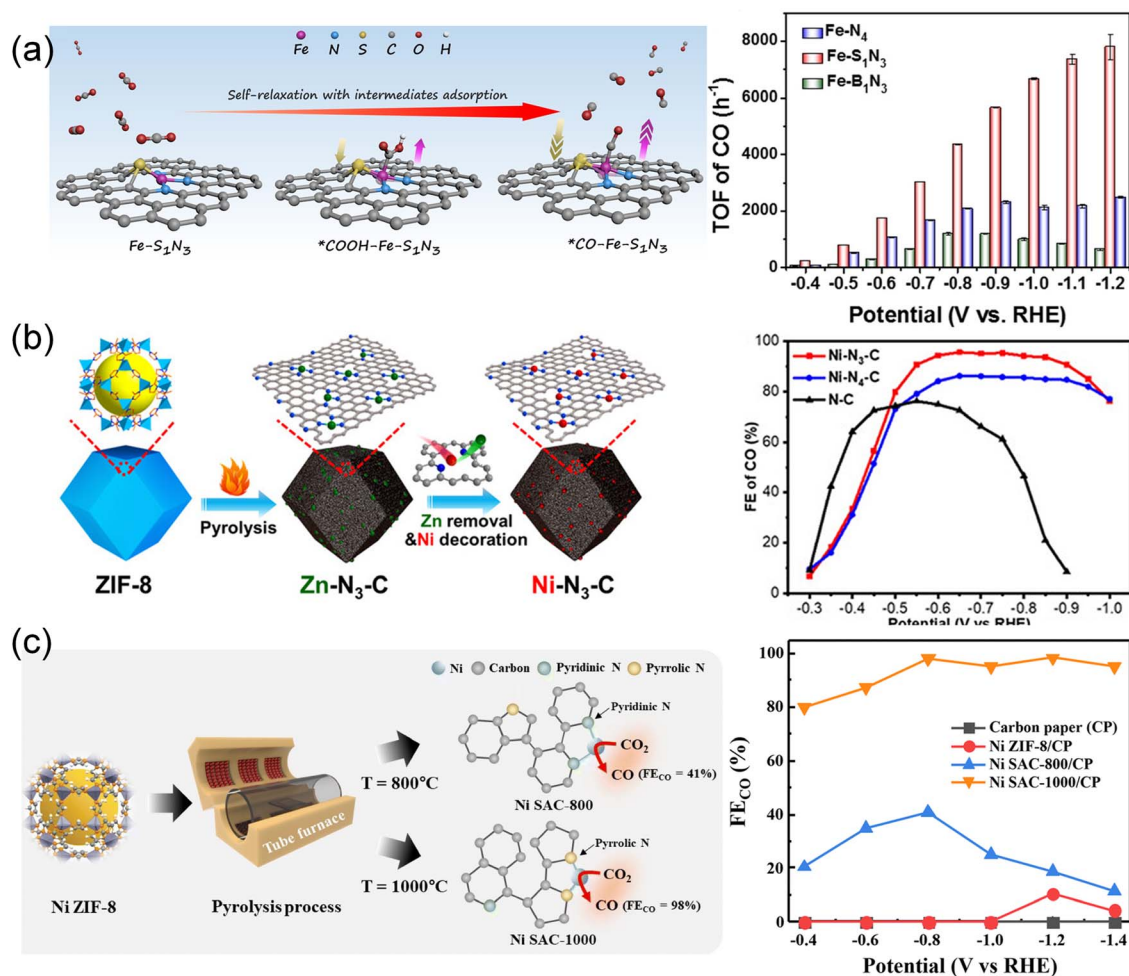 (a)
Fe N S C O H
Self-relaxation with intermediates adsorption
Fe-S₁N₃
*COOH-Fe-S₁N₃
*CO-Fe-S₁N₃
TOF of CO (h⁻¹)
8000
6000
4000
2000
0
Fe-N₄
Fe-S₁N₃
Fe-B₁N₃
-0.4 -0.5 -0.6 -0.7 -0.8 -0.9 -1.0 -1.1 -1.2
Potential (V vs. RHE)
(b)
Pyrolysis
Zn removal
&Ni decoration
ZIF-8
Zn-N₃-C
Ni-N₃-C
FE of CO (%)
100
80
60
40
20
0
Ni-N₃-C
Ni-N₄-C
N-C
-0.3 -0.4 -0.5 -0.6 -0.7 -0.8 -0.9 -1.0
Potential (V vs RHE)
(c)
Ni Carbon Pyridinic N Pyrrolic N
Ni ZIF-8
Tube furnace
Pyrolysis process
T = 800°C
T = 1000°C
Pyridinic N
CO₂
CO (FE_CO = 41%)
Ni SAC-800
Pyrrolic N
CO₂
CO (FE_CO = 98%)
Ni SAC-1000
FE_CO (%)
100
80
60
40
20
0
Carbon paper (CP)
Ni ZIF-8/CP
Ni SAC-800/CP
Ni SAC-1000/CP
-0.4 -0.6 -0.8 -1.0 -1.2 -1.4
Potential (V vs RHE)